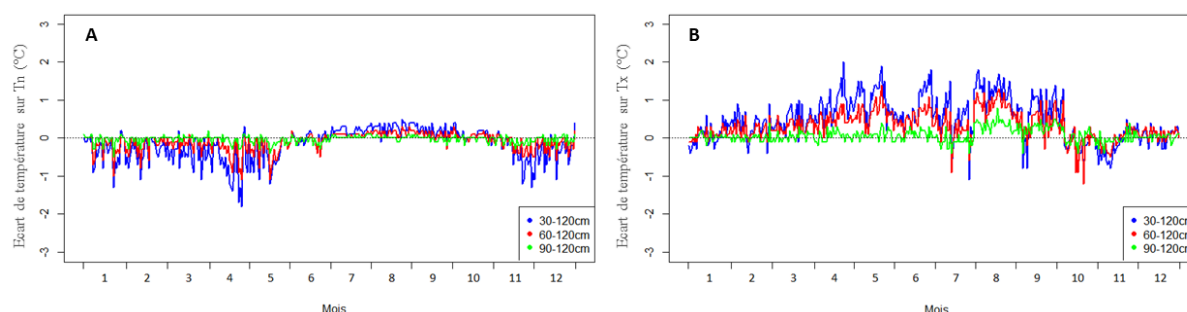 A
Ecart de température sur Tn (°C)
3
2
1
0
-1
-2
-3
30-120cm
60-120cm
90-120cm
1 2 3 4 5 6 7 8 9 10 11 12
Mois
B
Ecart de température sur Tx (°C)
3
2
1
0
-1
-2
-3
30-120cm
60-120cm
90-120cm
1 2 3 4 5 6 7 8 9 10 11 12
Mois